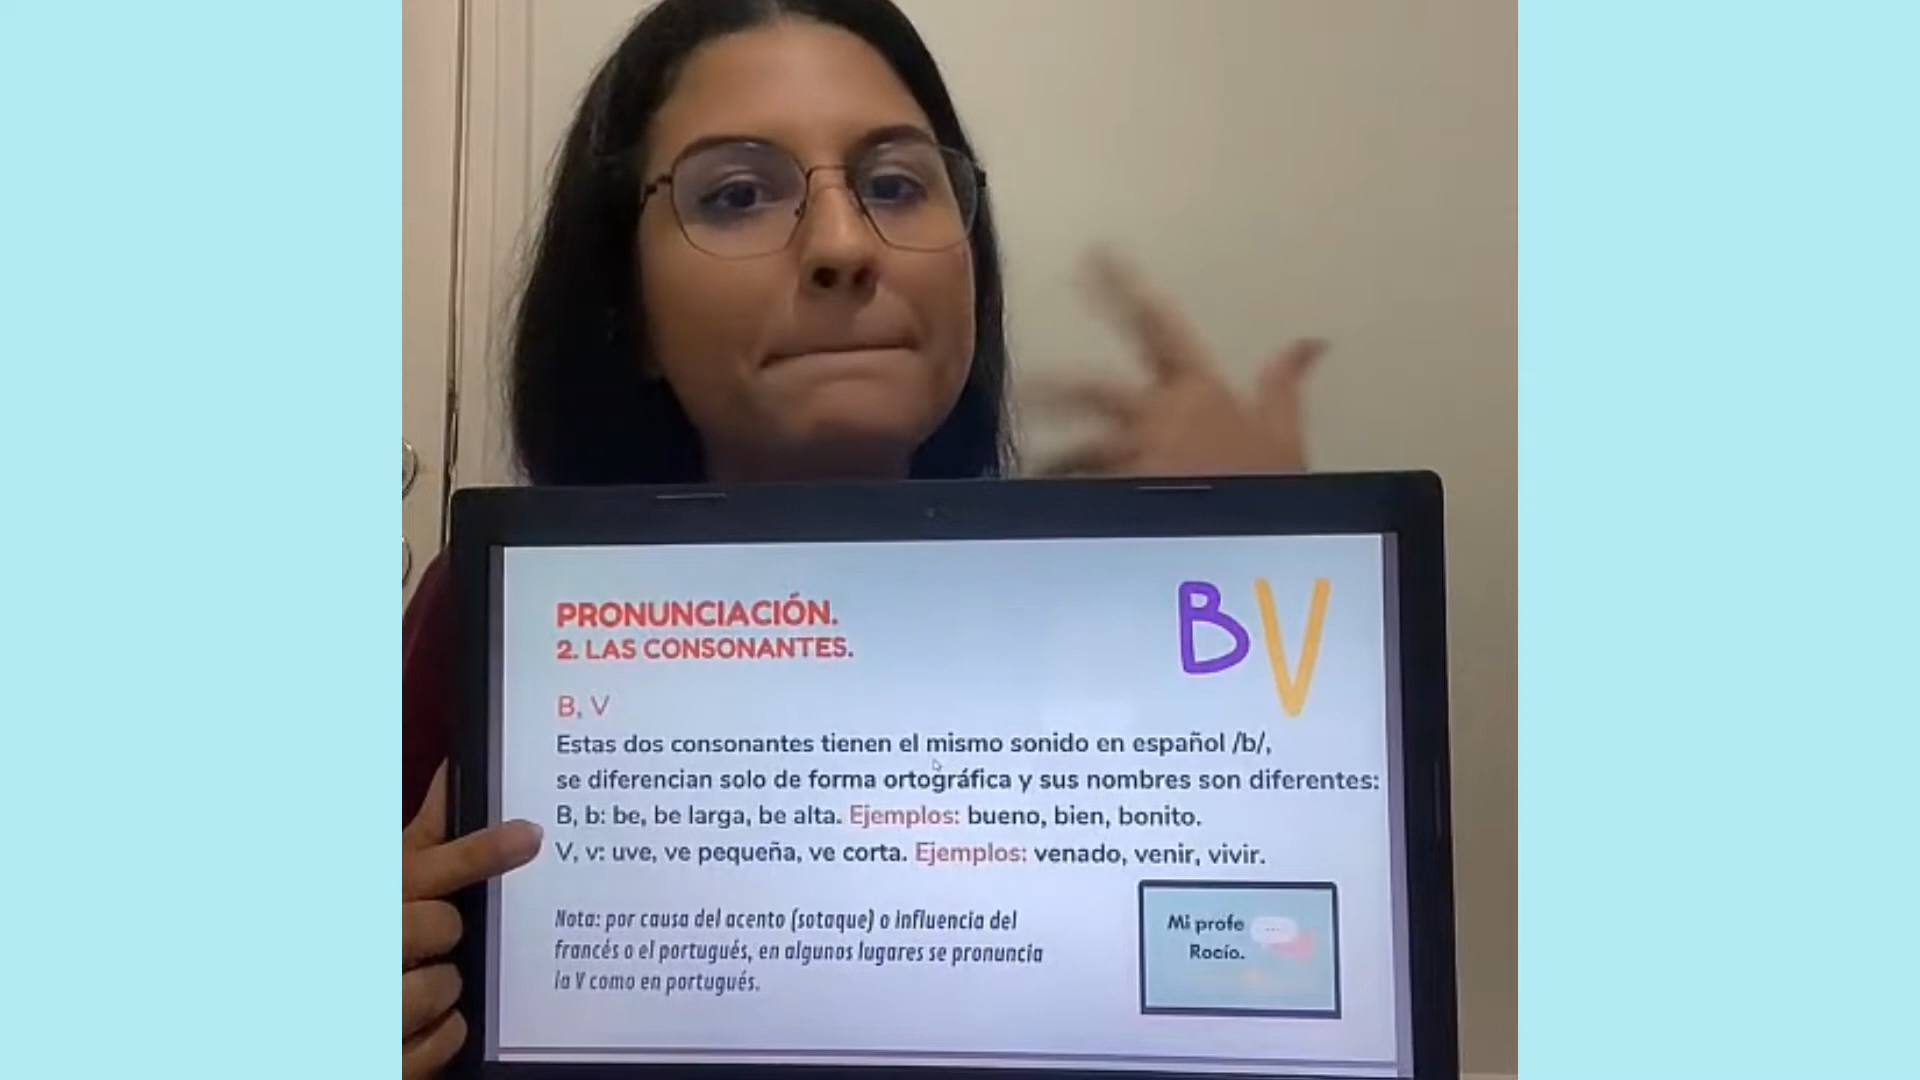 PRONUNCIACIÓN.
2. LAS CONSONANTES.
B V
B, V
Estas dos consonantes tienen el mismo sonido en español /b/,
se diferencian solo de forma ortográfica y sus nombres son diferentes:
B, b: be, be larga, be alta. Ejemplos: bueno, bien, bonito.
V, v: uve, ve pequeña, ve corta. Ejemplos: venado, venir, vivir.
Nota: por causa del acento (sotaque) o influencia del
francés o el portugués, en algunos lugares se pronuncia
la V como en portugués.
Mi profe
Rocío.